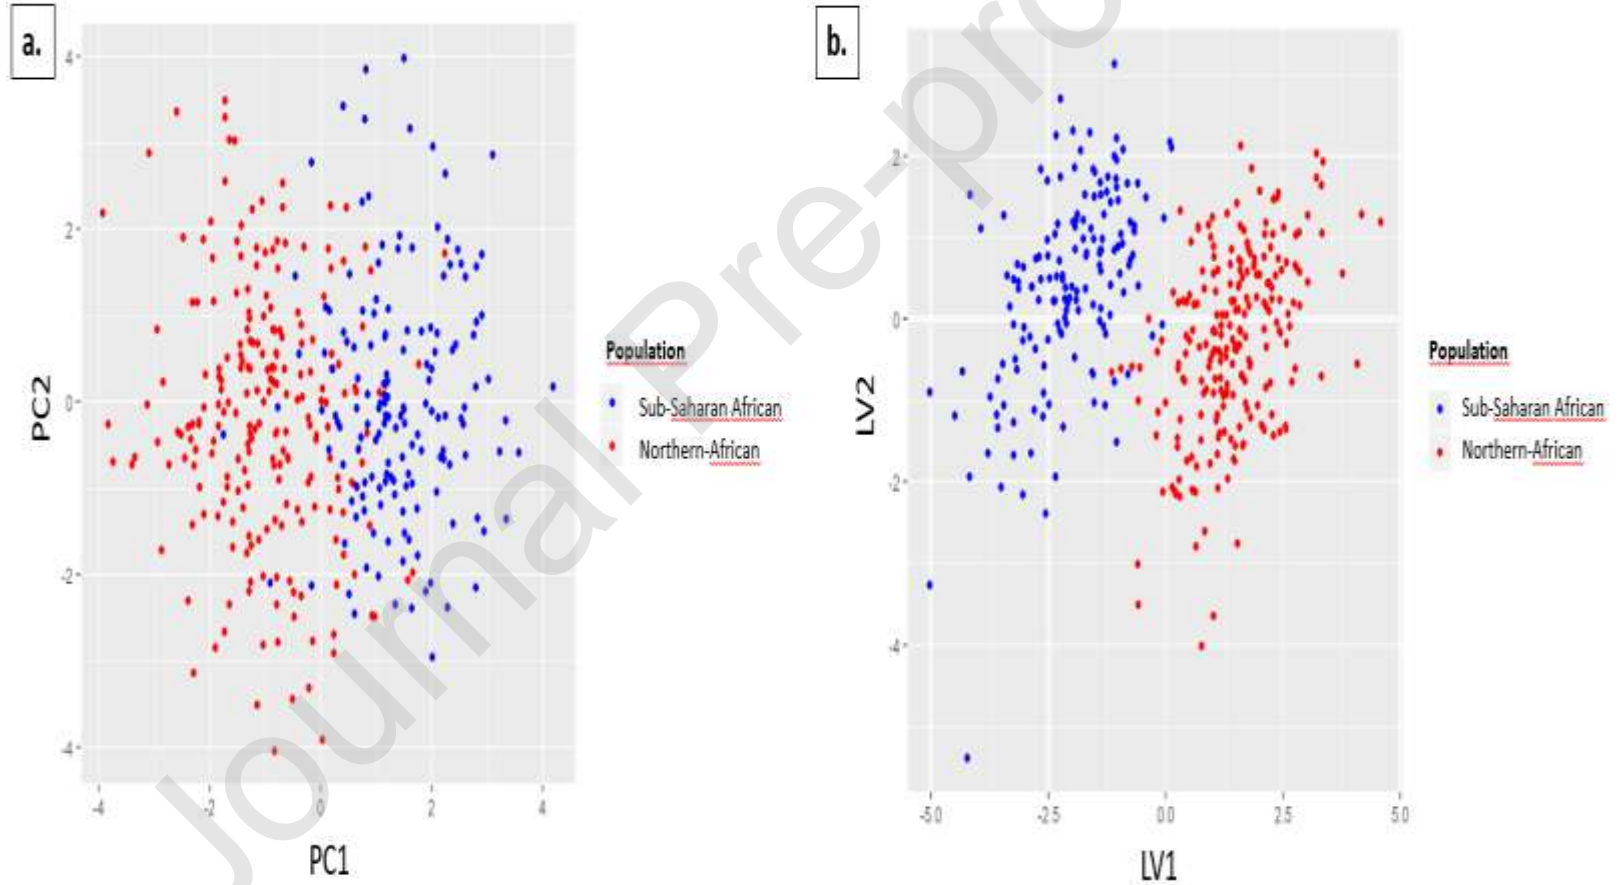 a.
4
2
0
-2
-4
PC2
-4
-2
0
2
4
PC1
Population
Sub-Saharan African
Northern-African
b.
2
0
-2
-4
LV2
-5.0
-2.5
0.0
2.5
5.0
LV1
Population
Sub-Saharan African
Northern-African
Journal Pre-pro